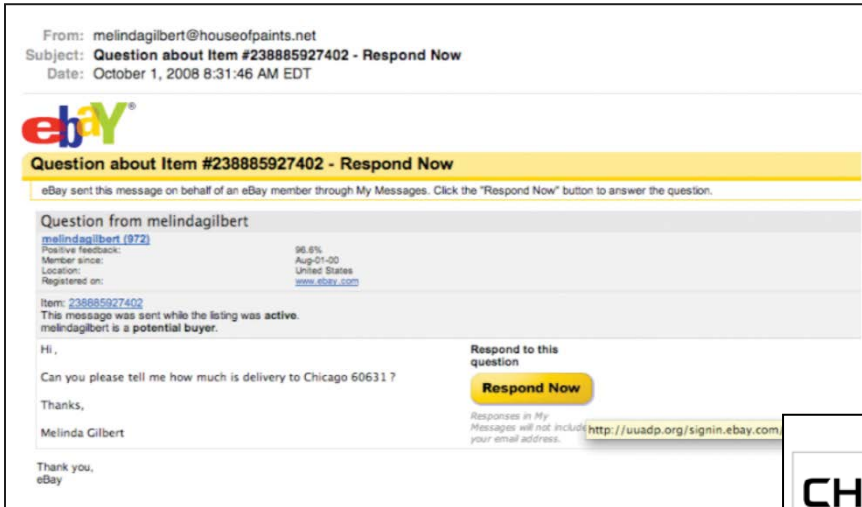 From: melindagilbert@houseofpaints.net
Subject: Question about Item #238885927402 - Respond Now
Date: October 1, 2008 8:31:46 AM EDT
ebaY®
Question about Item #238885927402 - Respond Now
eBay sent this message on behalf of an eBay member through My Messages. Click the "Respond Now" button to answer the question.
Question from melindagilbert
melindagilbert (972)
Positive feedback: 96.6%
Member since: Aug-01-00
Location: United States
Registered on: www.ebay.com
Item: 238885927402
This message was sent while the listing was active.
melindagilbert is a potential buyer.
Hi ,
Can you please tell me how much is delivery to Chicago 60631 ?
Thanks,
Melinda Gilbert
Respond to this
question
Respond Now
Responses in My
Messages will not include
your email address.
http://uuadp.org/signin.ebay.com/
Thank you,
eBay
CH